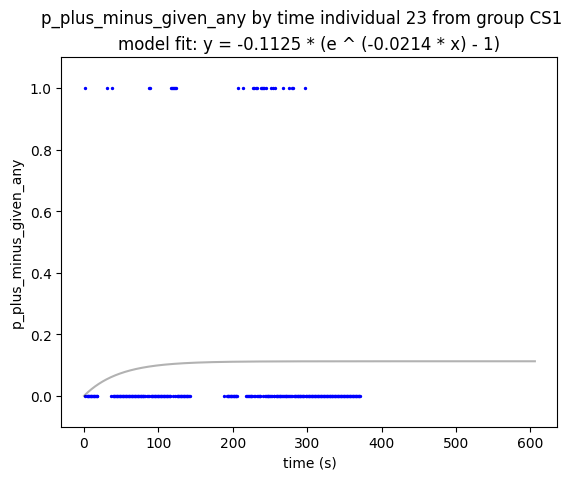 p_plus_minus_given_any by time individual 23 from group CS1
model fit: y = -0.1125 * (e ^ (-0.0214 * x) - 1)
1.0
0.8
0.6
0.4
0.2
0.0
p_plus_minus_given_any
0 100 200 300 400 500 600
time (s)